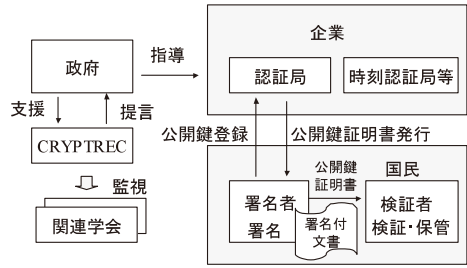 企業
政府
指導
認証局
時刻認証局等
支援
提言
公開鍵登録
公開鍵証明書発行
CRYPTREC
監視
関連学会
国民
公開鍵
証明書
署名者
署名
署名付
文書
検証者
検証・保管